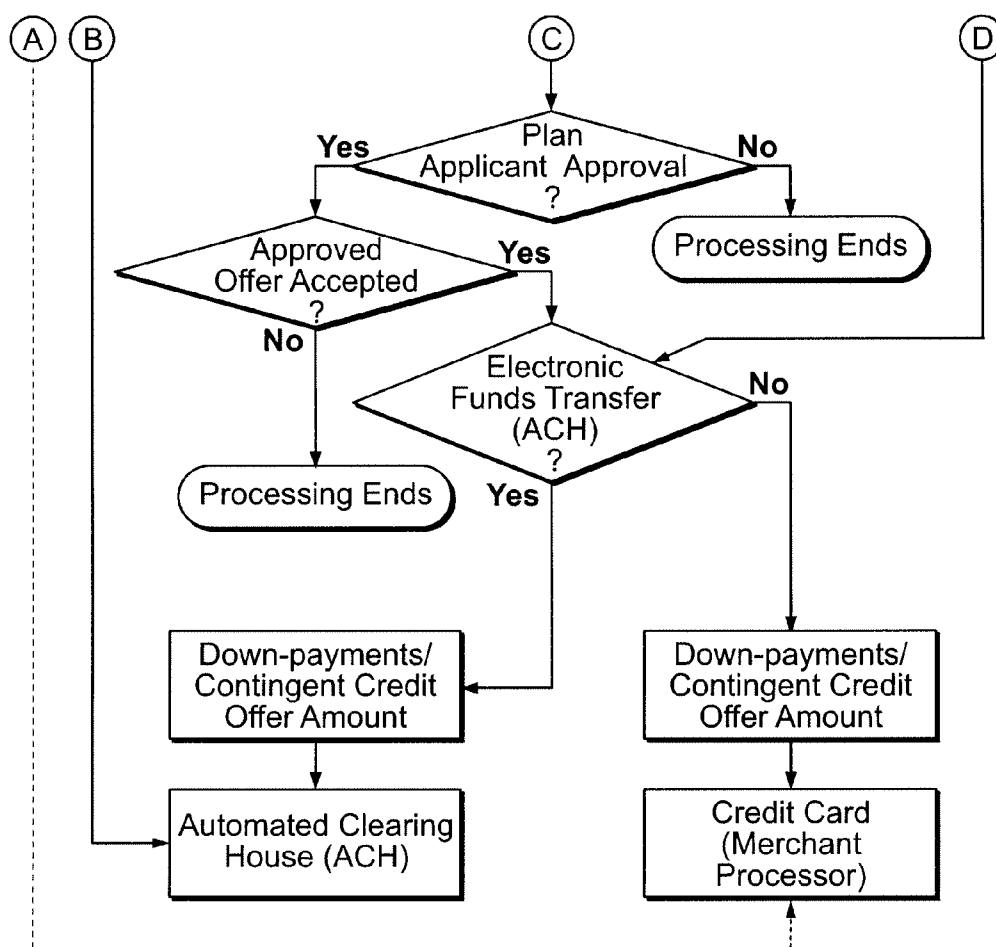 A B C D
Plan
Yes No
Applicant Approval
?
Approved
Offer Accepted
?
Yes
Processing Ends
No
Electronic
Funds Transfer
(ACH)
?
No
Processing Ends
Yes
Down-payments/
Contingent Credit
Offer Amount
Down-payments/
Contingent Credit
Offer Amount
Automated Clearing
House (ACH)
Credit Card
(Merchant
Processor)